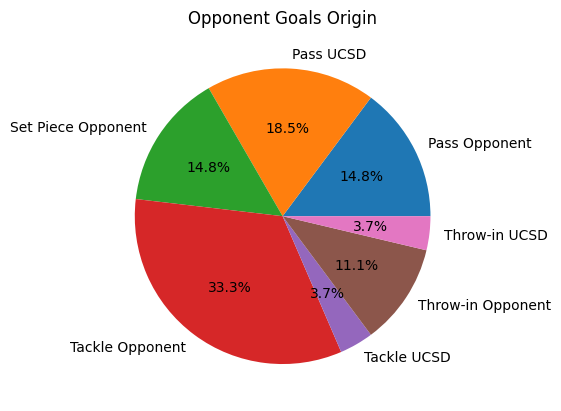 Opponent Goals Origin
Pass UCSD
Set Piece Opponent
Pass Opponent
18.5%
14.8%
14.8%
3.7%
Throw-in UCSD
11.1%
33.3%
3.7%
Throw-in Opponent
Tackle Opponent
Tackle UCSD